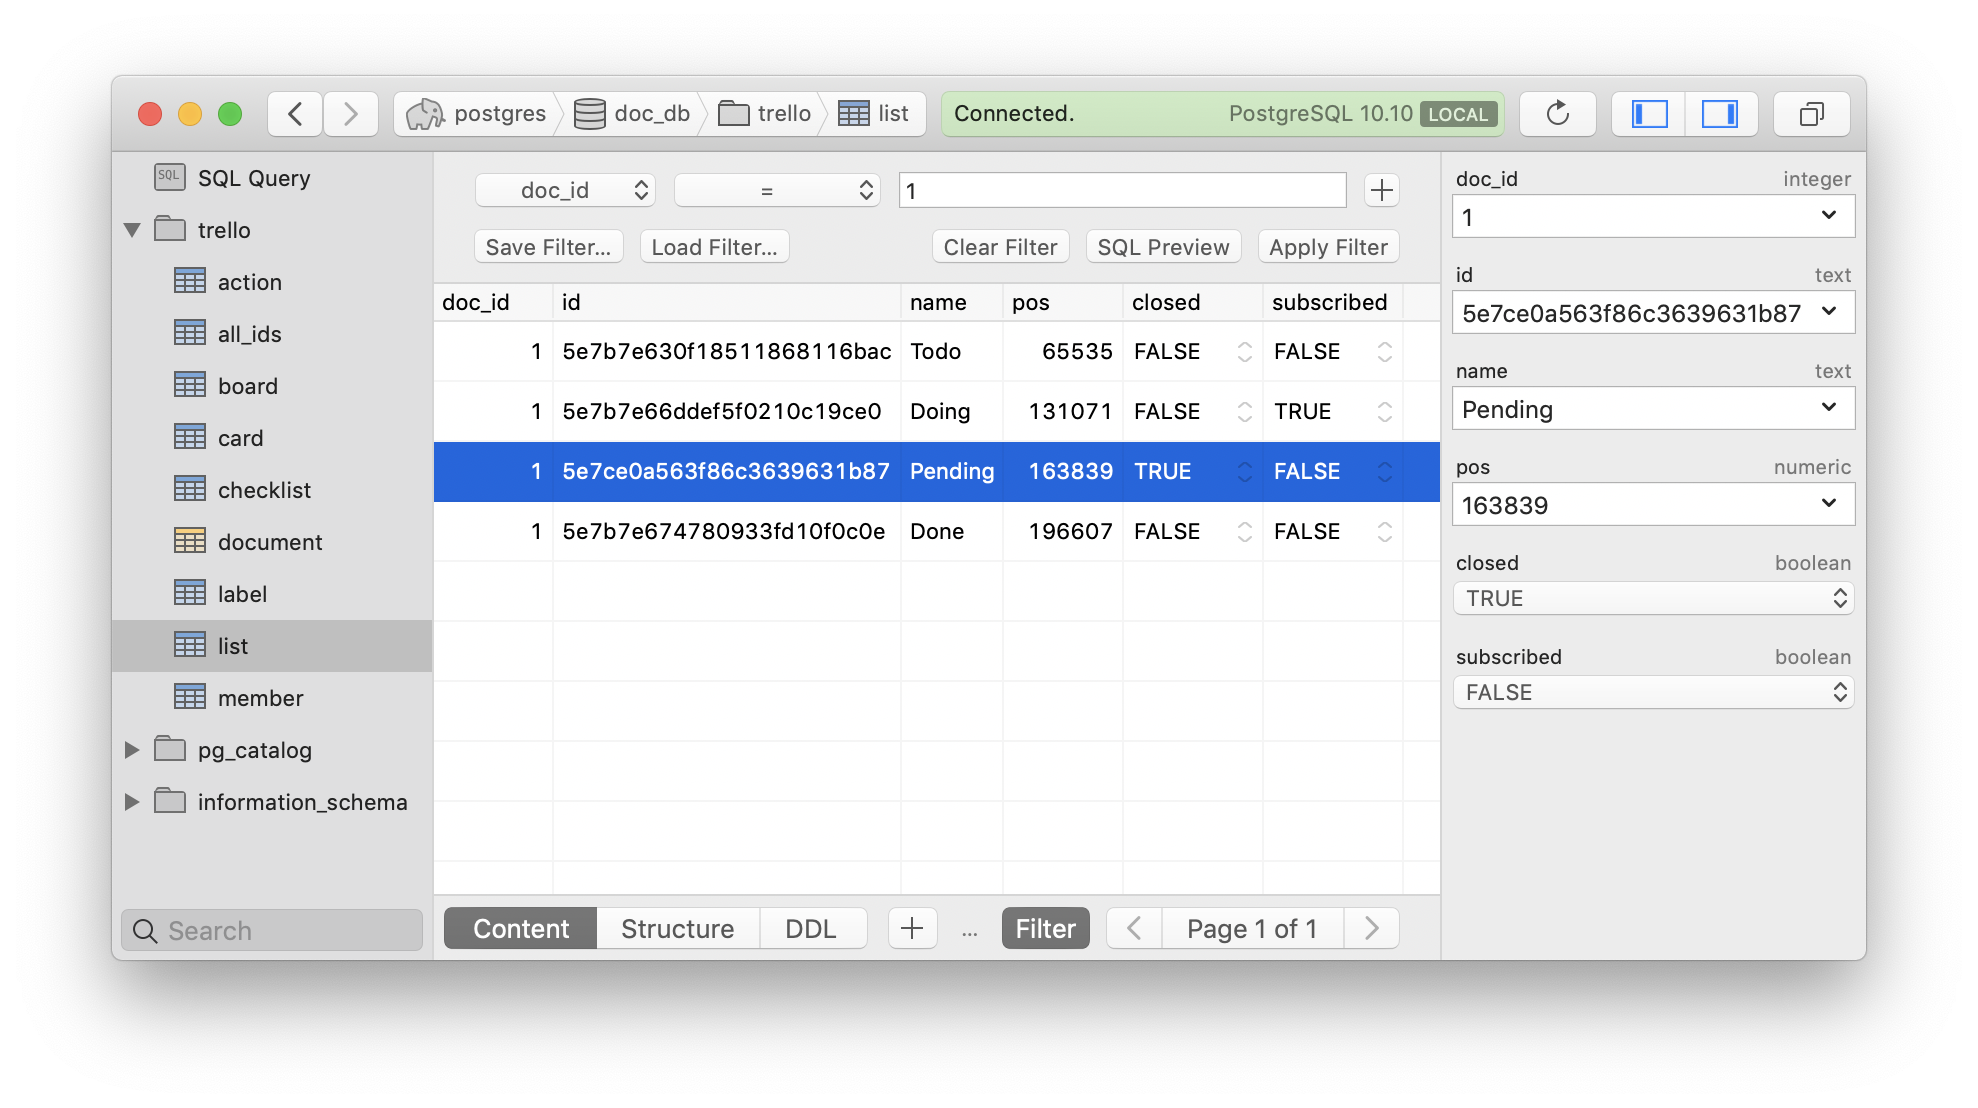 postgres doc_db trello list Connected. PostgreSQL 10.10 LOCAL
SQL SQL Query
trello
action
all_ids
board
card
checklist
document
label
list
member
pg_catalog
information_schema
Search
doc_id = 1
Save Filter... Load Filter... Clear Filter SQL Preview Apply Filter
doc_id id name pos closed subscribed
1 5e7b7e630f18511868116bac Todo 65535 FALSE FALSE
1 5e7b7e66ddef5f0210c19ce0 Doing 131071 FALSE TRUE
1 5e7ce0a563f86c3639631b87 Pending 163839 TRUE FALSE
1 5e7b7e674780933fd10f0c0e Done 196607 FALSE FALSE
Content Structure DDL ... Filter Page 1 of 1
doc_id integer
1
id text
5e7ce0a563f86c3639631b87
name text
Pending
pos numeric
163839
closed boolean
TRUE
subscribed boolean
FALSE